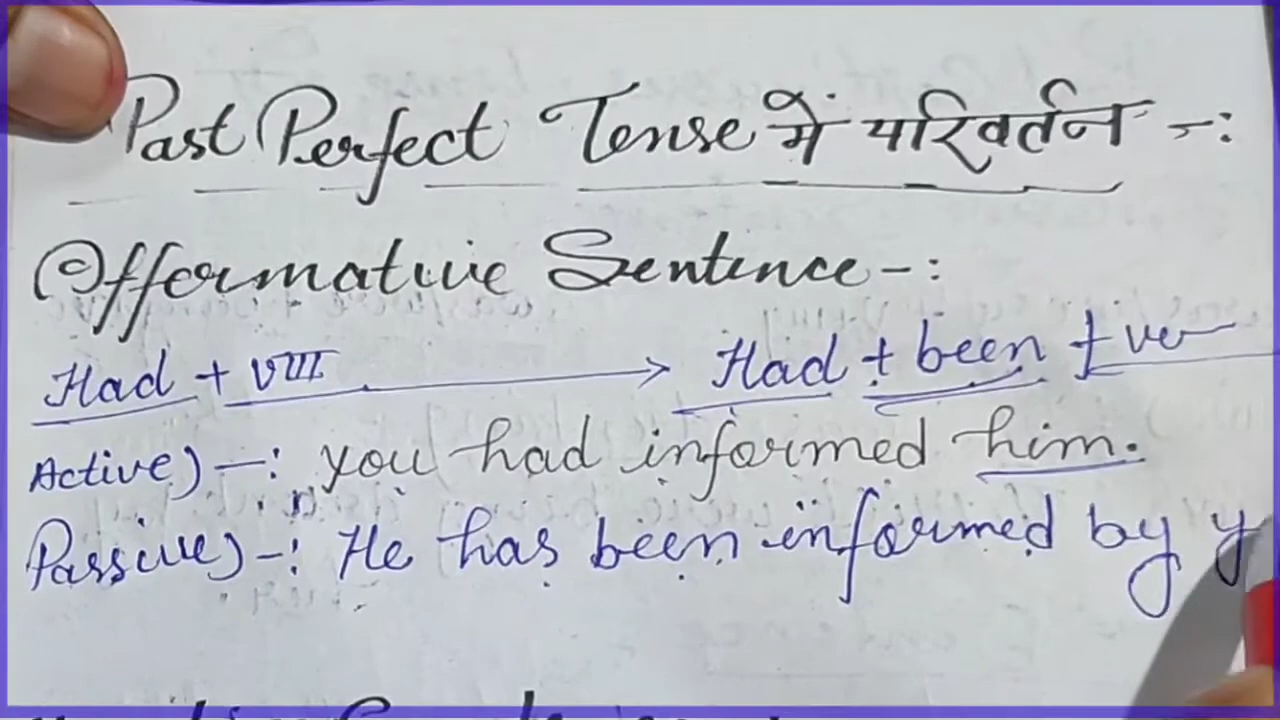 Past Perfect Tense में परिवर्तन -:
Offermative Sentence -:
Had + VIII → Had + been + ve
Active) -: you had informed him.
Passive) -: He has been informed by y